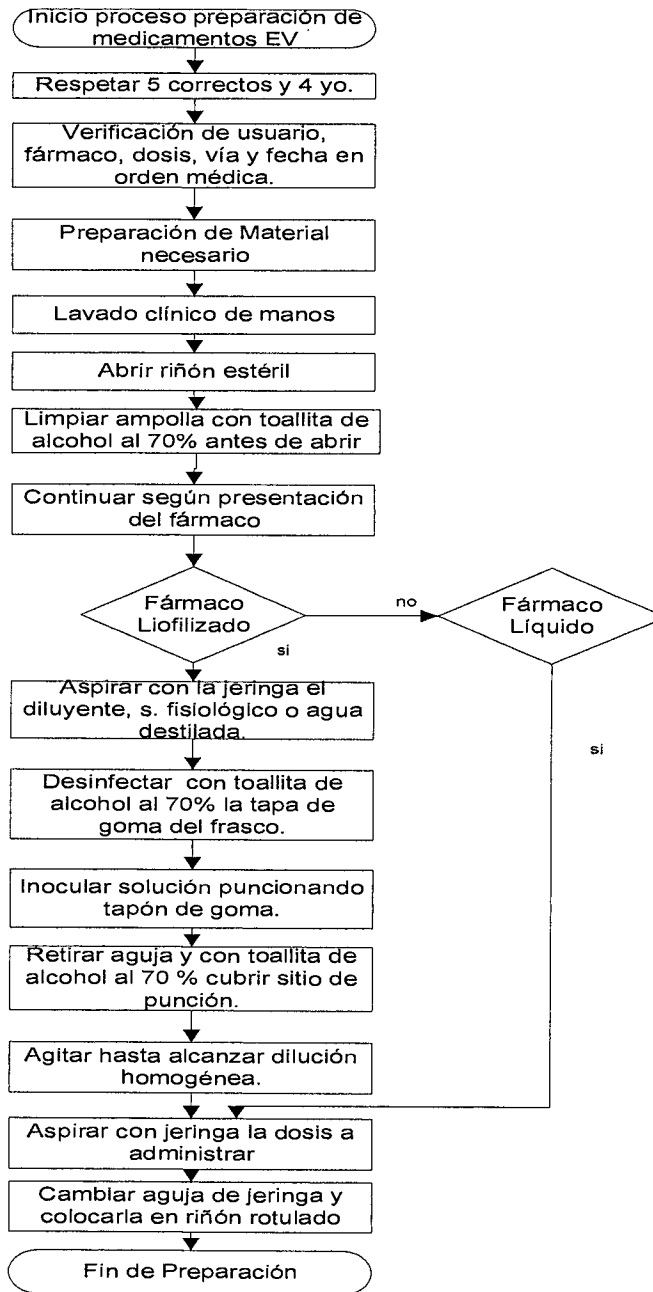 Inicio proceso preparación de
medicamentos EV
Respetar 5 correctos y 4 yo.
Verificación de usuario,
fármaco, dosis, vía y fecha en
orden médica.
Preparación de Material
necesario
Lavado clínico de manos
Abrir riñón estéril
Limpiar ampolla con toallita de
alcohol al 70% antes de abrir
Continuar según presentación
del fármaco
Fármaco
Liofilizado
no
Fármaco
Líquido
si
Aspirar con la jeringa el
diluyente, s. fisiológico o agua
destilada.
si
Desinfectar con toallita de
alcohol al 70% la tapa de
goma del frasco.
Inocular solución puncionando
tapón de goma.
Retirar aguja y con toallita de
alcohol al 70 % cubrir sitio de
punción.
Agitar hasta alcanzar dilución
homogénea.
Aspirar con jeringa la dosis a
administrar
Cambiar aguja de jeringa y
colocarla en riñón rotulado
Fin de Preparación